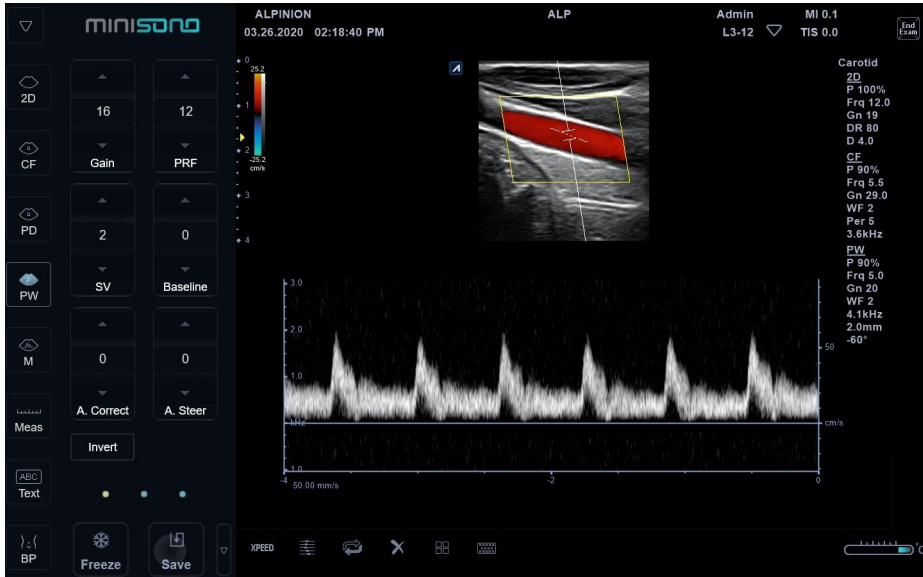 ALPINION ALP Admin MI 0.1
03.26.2020 02:18:40 PM L3-12 TIS 0.0
End
Exam
minisono
2D
CF
PD
PW
M
Meas
ABC
Text
BP
16 12
Gain PRF
2 0
SV Baseline
0 0
A. Correct A. Steer
Invert
Freeze Save
25.2
-25.2
cm/s
0
1
2
3
4
Carotid
2D
P 100%
Frq 12.0
Gn 19
DR 80
D 4.0
CF
P 90%
Frq 5.5
Gn 29.0
WF 2
Per 5
3.6kHz
PW
P 90%
Frq 5.0
Gn 20
WF 2
4.1kHz
2.0mm
-60°
3.0
2.0
1.0
kHz
-1.0
50
cm/s
-4 -2 0
50.00 mm/s
XPEED
°C